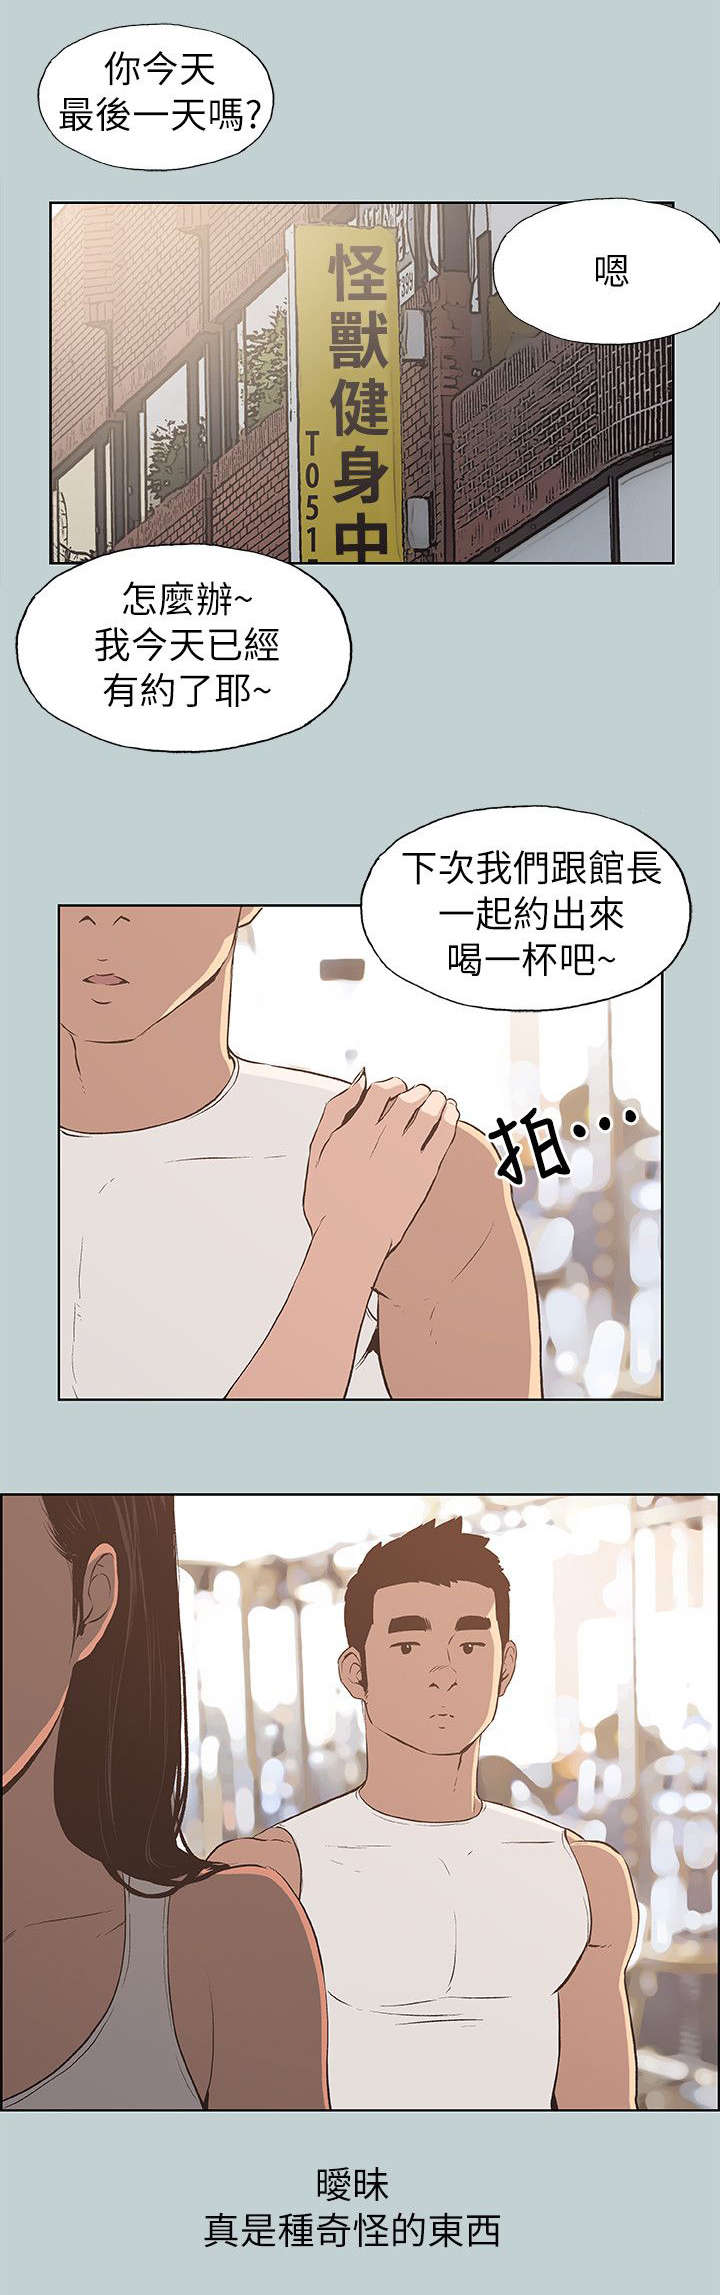 你今天
最後一天嗎?
嗯
怪獸健身中
T051
怎麼辦~
我今天已經
有約了耶~
下次我們跟館長
一起約出來
喝一杯吧~
拍…
曖昧
真是種奇怪的東西